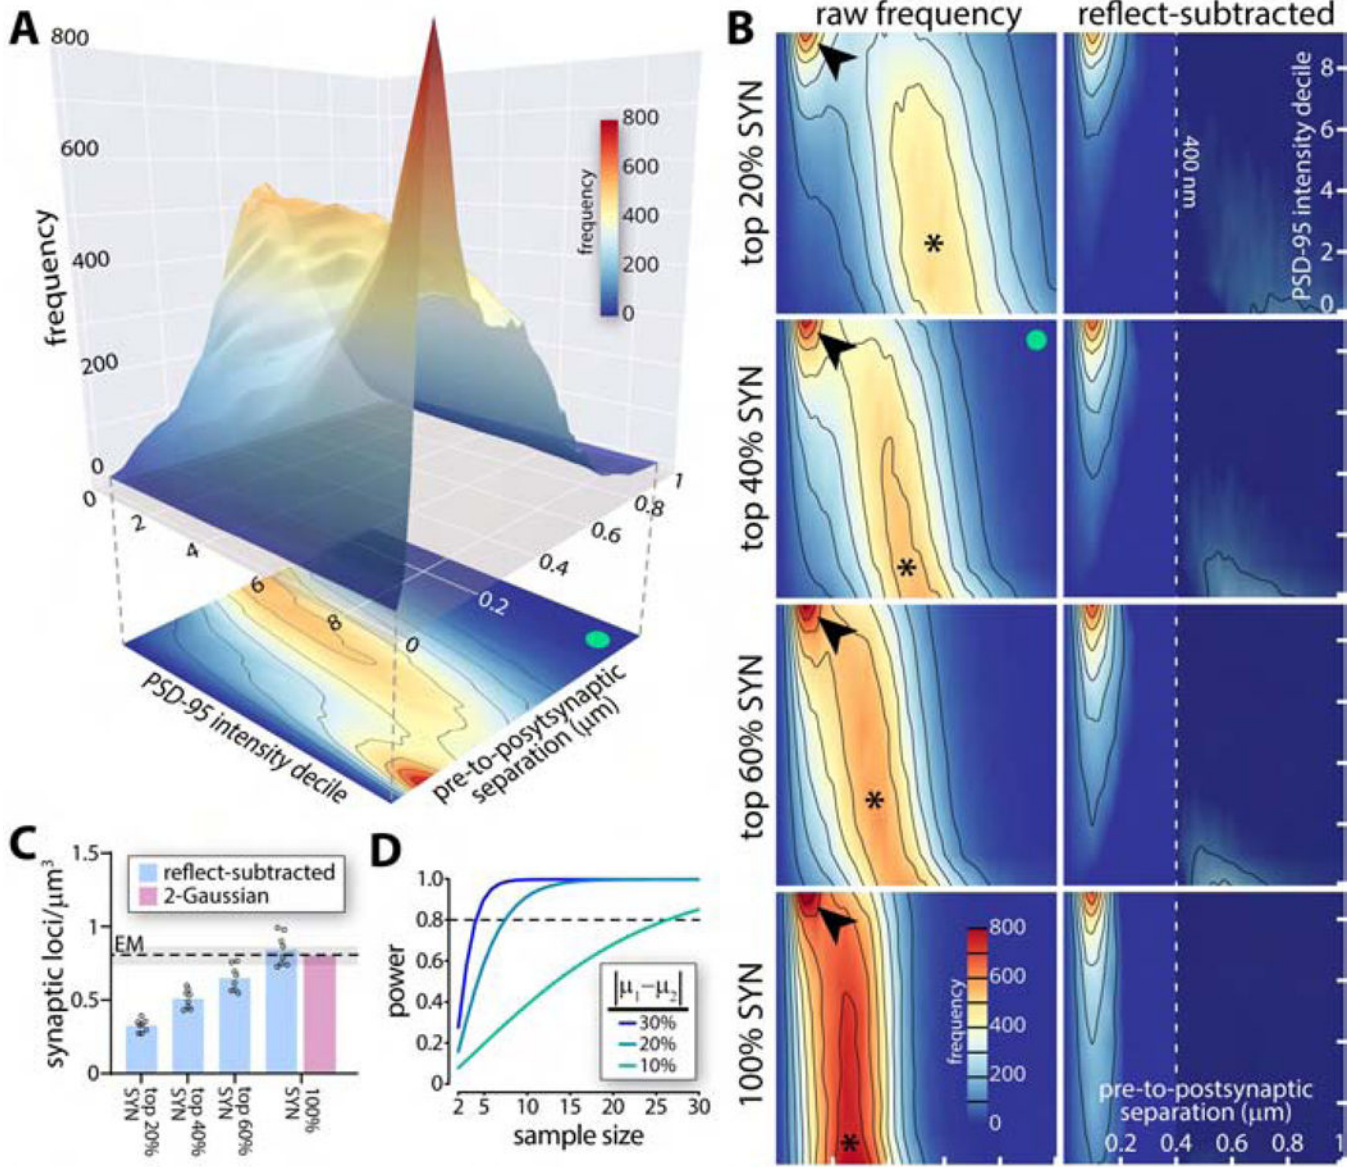 A
800
600
400
200
0
frequency
800
600
400
200
0
frequency
0
2
4
6
8
0
0.2
0.4
0.6
0.8
1
PSD-95 intensity decile
pre-to-posytsynaptic
separation (μm)
B
raw frequency
reflect-subtracted
top 20% SYN
*
400 nm
PSD-95 intensity decile
8
6
4
2
0
top 40% SYN
*
top 60% SYN
*
100% SYN
*
frequency
800
600
400
200
0
pre-to-postsynaptic
separation (μm)
0.2 0.4 0.6 0.8 1
C
synaptic loci/μm³
1.5
1
0.5
0
reflect-subtracted
2-Gaussian
EM
top 20%
SYN
top 40%
SYN
top 60%
SYN
100%
SYN
D
power
1.0
0.8
0.6
0.4
0.2
0
|μ₁−μ₂|
30%
20%
10%
2 5 10 15 20 25 30
sample size